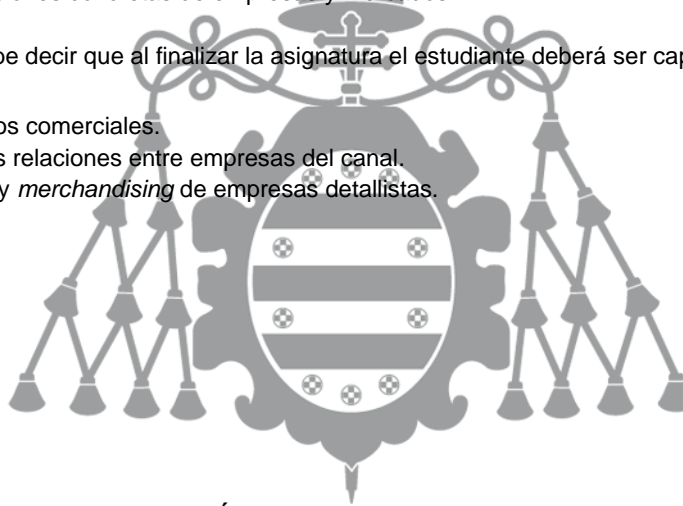 be decir que al finalizar la asignatura el estudiante deberá ser cap
os comerciales.
s relaciones entre empresas del canal.
y merchandising de empresas detallistas.